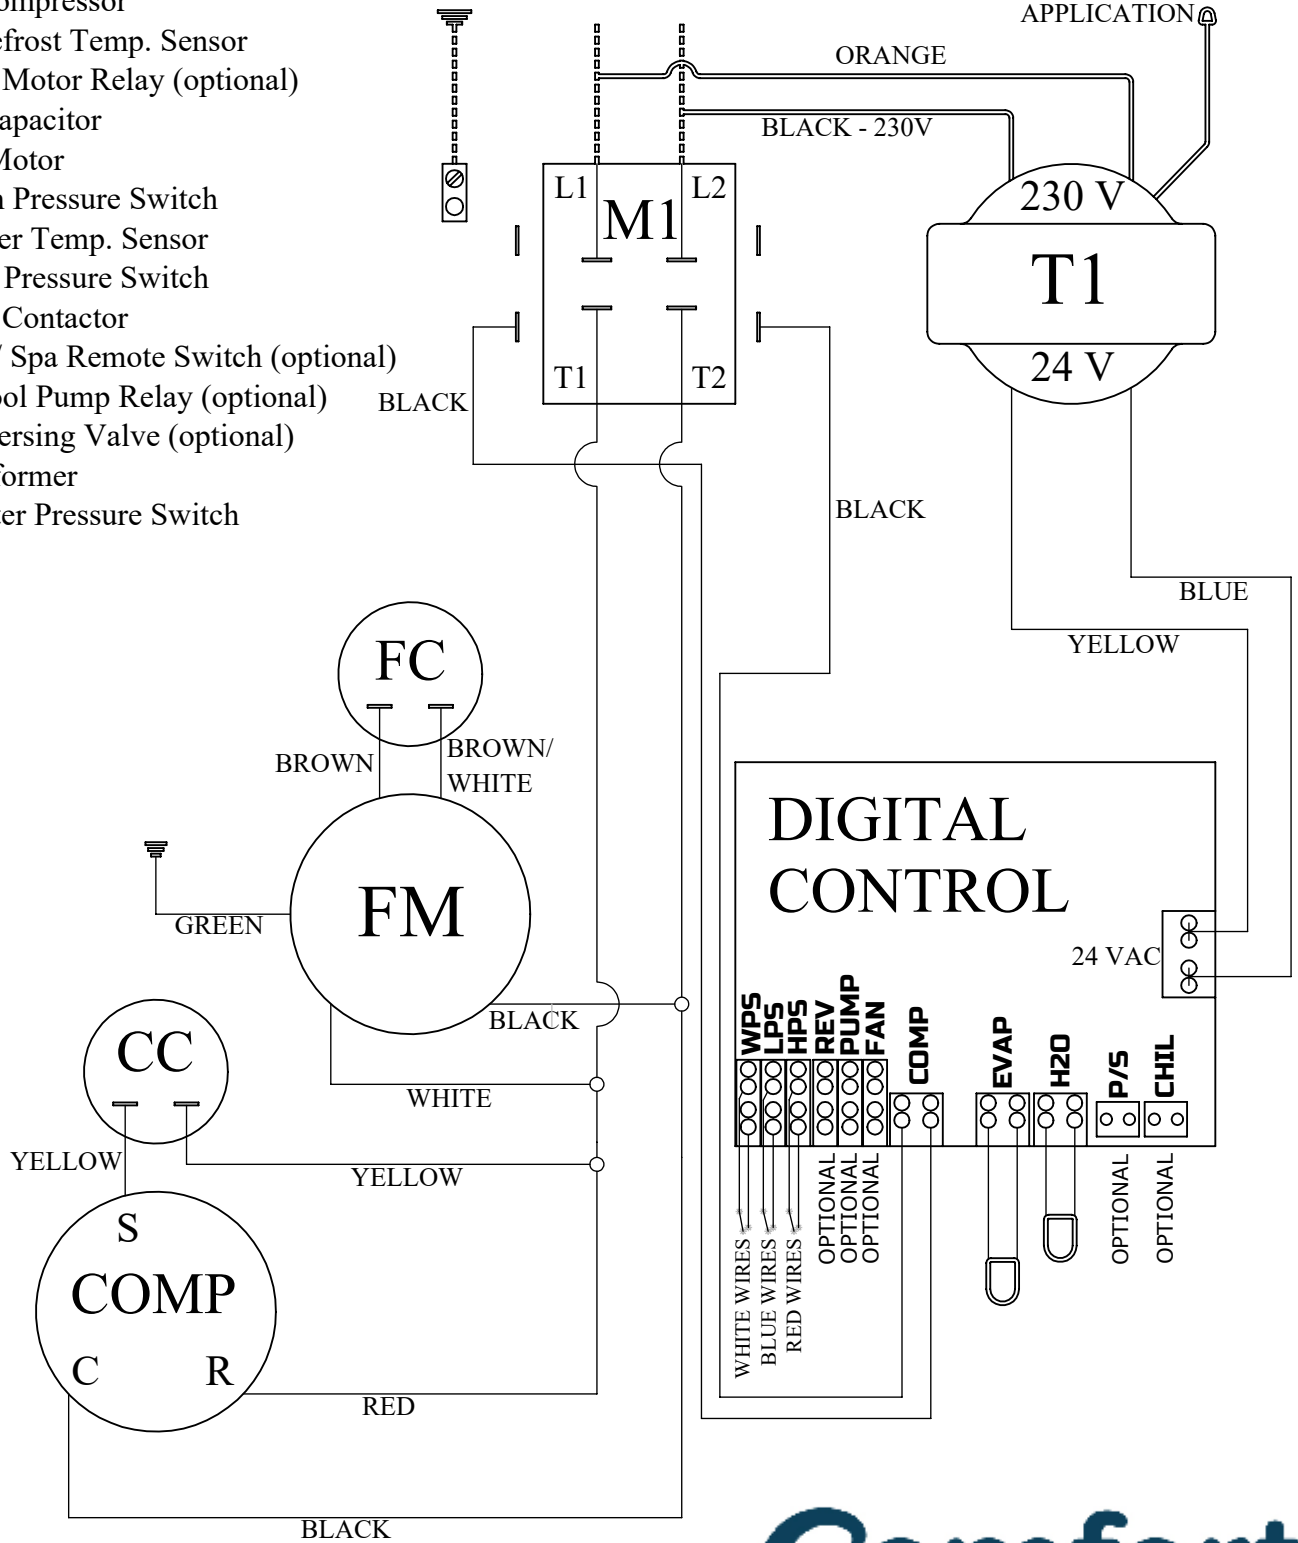 ompressor
efrost Temp. Sensor
Motor Relay (optional)
apacitor
Motor
Pressure Switch
er Temp. Sensor
Pressure Switch
Contactor
/ Spa Remote Switch (optional)
ool Pump Relay (optional)
ersing Valve (optional)
former
er Pressure Switch
APPLICATION
ORANGE
BLACK - 230V
L1
L2
M1
T1
T2
230 V
T1
24 V
BLACK
BLACK
BLUE
YELLOW
FC
BROWN
BROWN/
WHITE
FM
GREEN
BLACK
WHITE
CC
YELLOW
YELLOW
S
COMP
C
R
RED
BLACK
DIGITAL
CONTROL
24 VAC
WPS
LPS
HPS
REV
PUMP
FAN
COMP
EVAP
H2O
P/S
CHIL
WHITE WIRES
BLUE WIRES
RED WIRES
OPTIONAL
OPTIONAL
OPTIONAL
OPTIONAL
OPTIONAL
Comfort